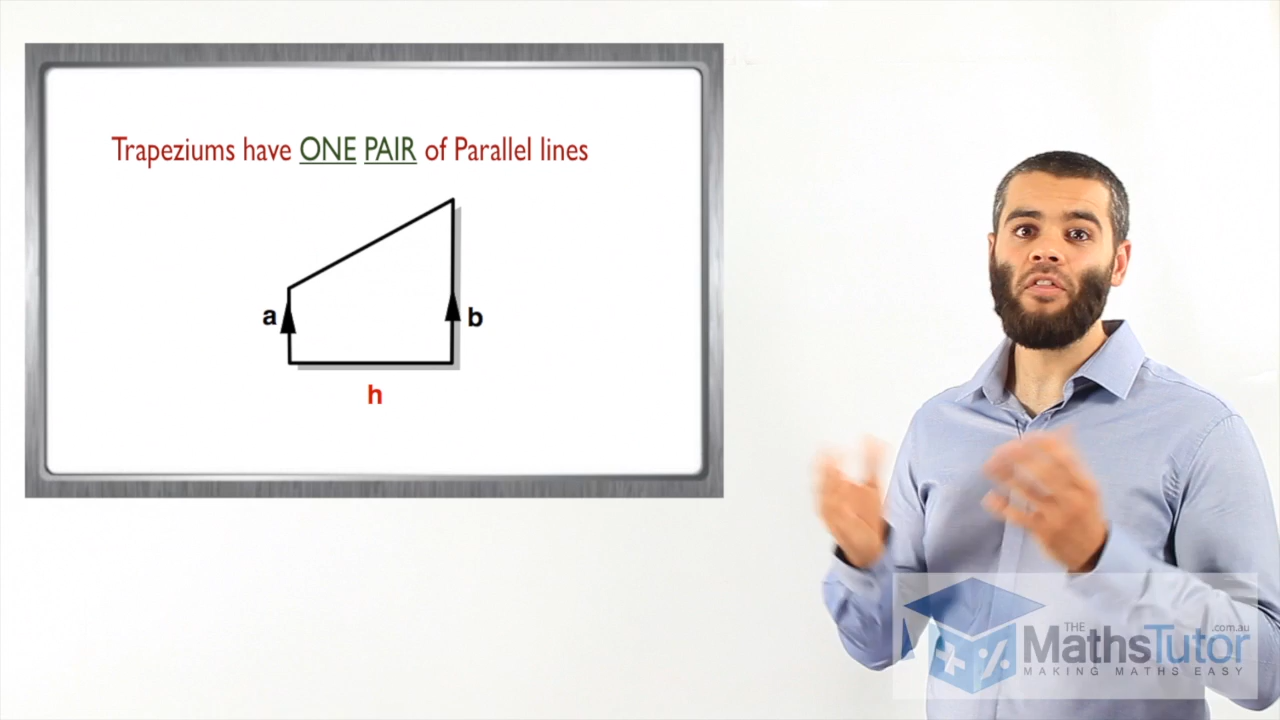 Trapeziums have ONE PAIR of Parallel lines
a
b
h
THE
MathsTutor
.com.au
MAKING MATHS EASY